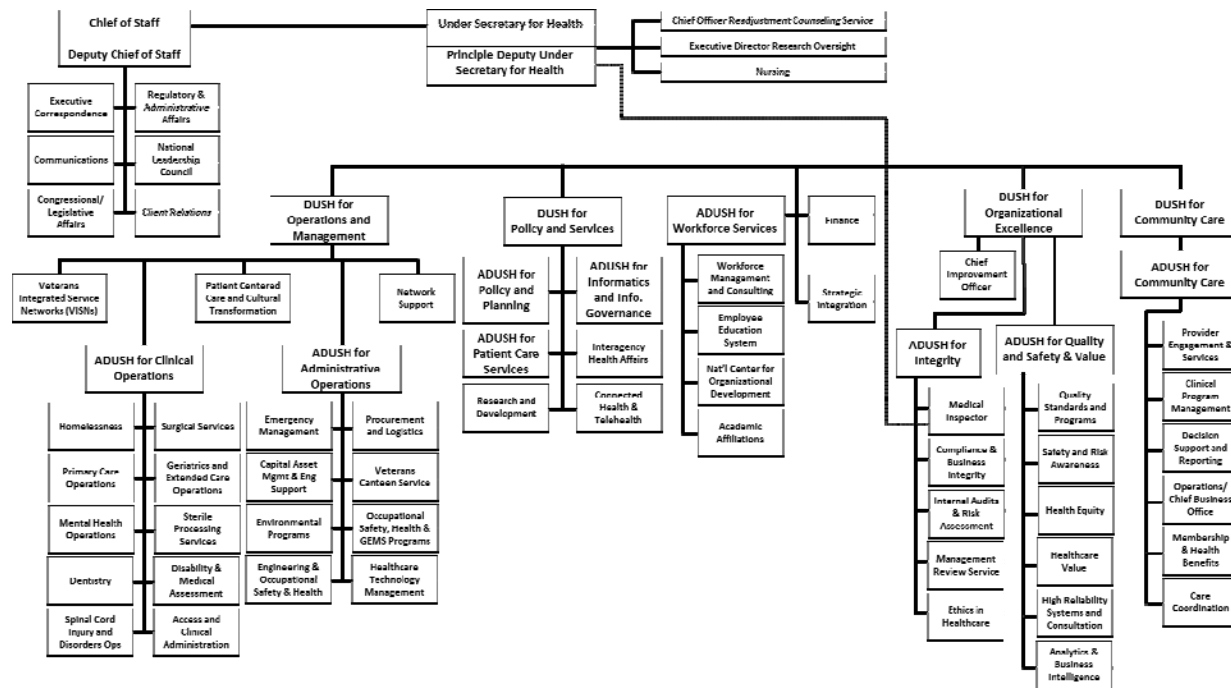 Chief of Staff
Deputy Chief of Staff
Under Secretary for Health
Principle Deputy Under
Secretary for Health
Chief Officer Readjustment Counseling Service
Executive Director Research Oversight
Nursing
Executive
Correspondence
Regulatory &
Administrative
Affairs
Communications
National
Leadership
Council
Congressional/
Legislative
Affairs
Client Relations
DUSH for
Operations and
Management
DUSH for
Policy and Services
ADUSH for
Workforce Services
Finance
Strategic
Integration
DUSH for
Organizational
Excellence
DUSH for
Community Care
Veterans
Integrated Service
Networks (VISNs)
Patient Centered
Care and Cultural
Transformation
Network
Support
ADUSH for Clinical
Operations
ADUSH for
Administrative
Operations
Homelessness
Surgical Services
Primary Care
Operations
Geriatrics and
Extended Care
Operations
Mental Health
Operations
Sterile
Processing
Services
Dentistry
Disability &
Medical
Assessment
Spinal Cord
Injury and
Disorders Ops
Access and
Clinical
Administration
Emergency
Management
Procurement
and Logistics
Capital Asset
Mgmt & Eng
Support
Veterans
Canteen Service
Environmental
Programs
Occupational
Safety, Health &
GEMS Programs
Engineering &
Occupational
Safety & Health
Healthcare
Technology
Management
ADUSH for
Policy and
Planning
ADUSH for
Informatics
and Info.
Governance
ADUSH for
Patient Care
Services
Interagency
Health Affairs
Research and
Development
Connected
Health &
Telehealth
Workforce
Management
and Consulting
Employee
Education
System
Nat'l Center for
Organizational
Development
Academic
Affiliations
Chief
Improvement
Officer
ADUSH for
Integrity
ADUSH for Quality
and Safety & Value
Medical
Inspector
Compliance &
Business
Integrity
Internal Audits
& Risk
Assessment
Management
Review Service
Ethics in
Healthcare
Quality
Standards and
Programs
Safety and Risk
Awareness
Health Equity
Healthcare
Value
High Reliability
Systems and
Consultation
Analytics &
Business
Intelligence
ADUSH for
Community Care
Provider
Engagement &
Services
Clinical
Program
Management
Decision
Support and
Reporting
Operations/
Chief Business
Office
Membership
& Health
Benefits
Care
Coordination